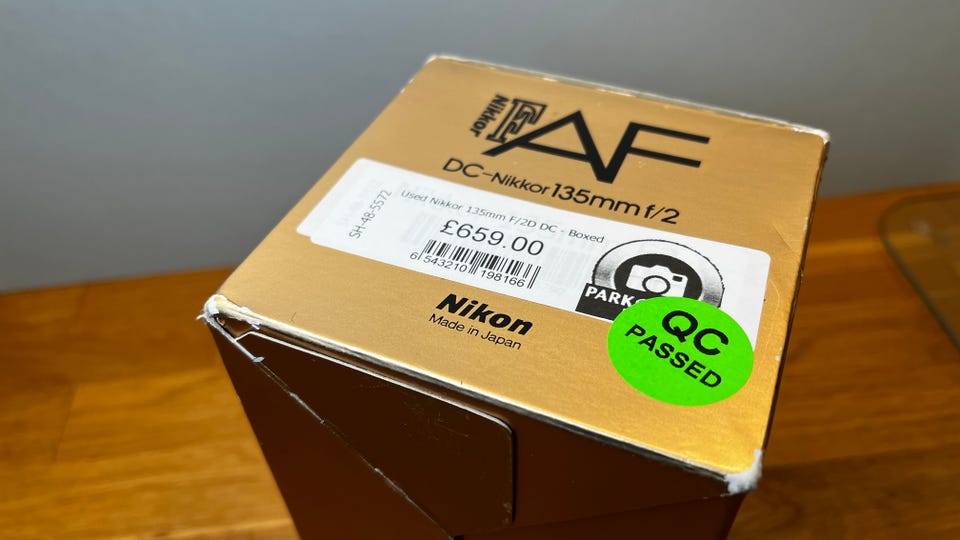 Nikkor
AF
DC-Nikkor 135mm f/2
SH-48-5572
Used Nikkor 135mm F/2D DC - Boxed
£659.00
6 543210 198166
PARK
QC
PASSED
Nikon
Made in Japan